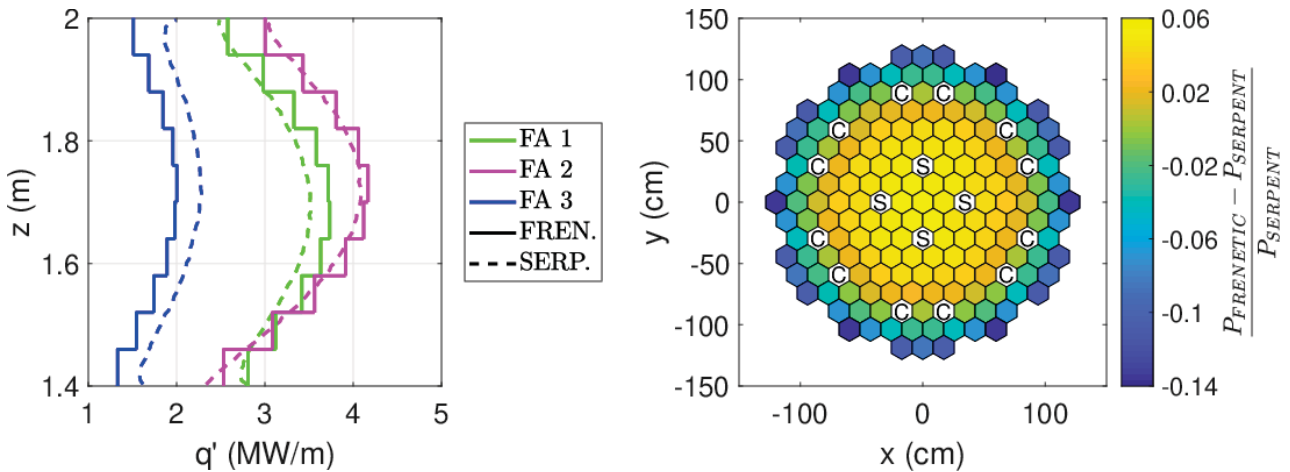 2
1.8
1.6
1.4
z (m)
1
2
3
4
5
q' (MW/m)
FA 1
FA 2
FA 3
FREN.
SERP.
150
100
50
0
-50
-100
-150
y (cm)
-100
0
100
x (cm)
C C
C C
C S C
S S
C S C
C C
C C
0.06
0.02
-0.02
-0.06
-0.1
-0.14
P_FRENETIC − P_SERPENT
P_SERPENT